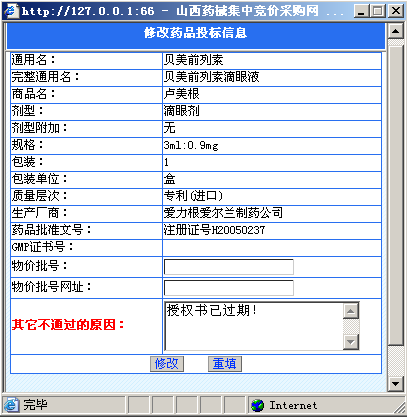 http://127.0.0.1:66 - 山西药械集中竞价采购网 ...
修改药品投标信息
通用名： 贝美前列素
完整通用名： 贝美前列素滴眼液
商品名： 卢美根
剂型： 滴眼剂
剂型附加： 无
规格： 3ml:0.9mg
包装： 1
包装单位： 盒
质量层次： 专利(进口)
生产厂商： 爱力根爱尔兰制药公司
药品批准文号： 注册证号H20050237
GMP证书号：
物价批号：
物价批号网址：
其它不通过的原因： 授权书已过期!
修改 重填
完毕 Internet